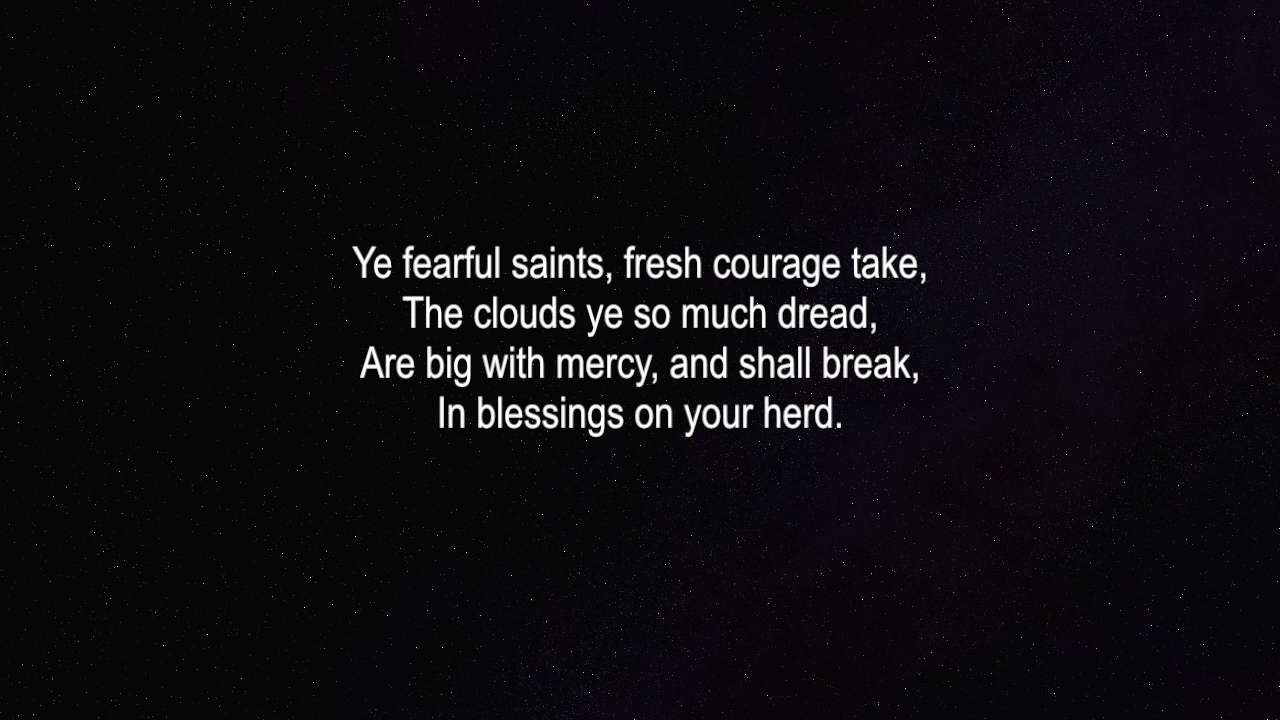 Ye fearful saints, fresh courage take,
The clouds ye so much dread,
Are big with mercy, and shall break,
In blessings on your herd.